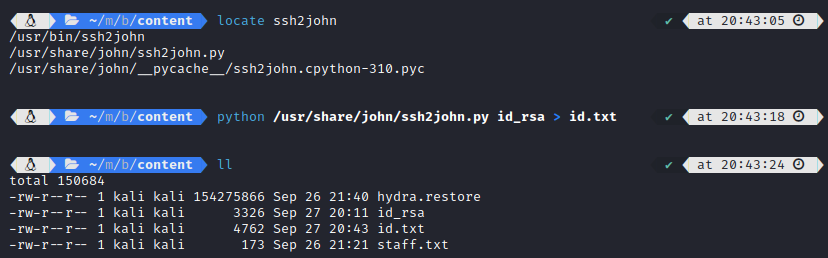 ~/m/b/content locate ssh2john ✔ at 20:43:05
/usr/bin/ssh2john
/usr/share/john/ssh2john.py
/usr/share/john/__pycache__/ssh2john.cpython-310.pyc
~/m/b/content python /usr/share/john/ssh2john.py id_rsa > id.txt ✔ at 20:43:18
~/m/b/content ll ✔ at 20:43:24
total 150684
-rw-r--r-- 1 kali kali 154275866 Sep 26 21:40 hydra.restore
-rw-r--r-- 1 kali kali      3326 Sep 27 20:11 id_rsa
-rw-r--r-- 1 kali kali      4762 Sep 27 20:43 id.txt
-rw-r--r-- 1 kali kali       173 Sep 26 21:21 staff.txt